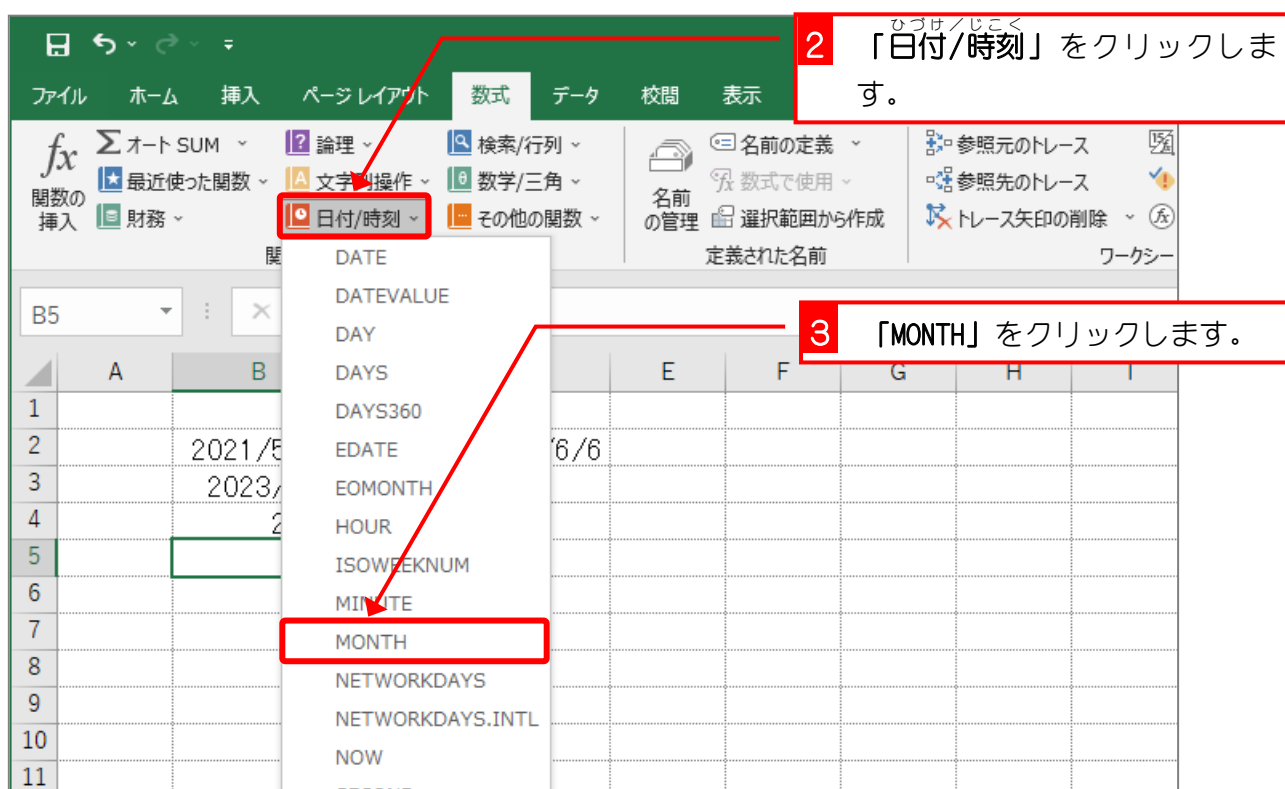 ひづけ/じこく
2 「日付/時刻」をクリックしま
す。
ファイル ホーム 挿入 ページ レイアウト 数式 データ 校閲 表示
fx 関数の
挿入
Σ オート SUM
最近使った関数
財務
論理
文字列操作
日付/時刻
検索/行列
数学/三角
その他の関数
名前
の管理
名前の定義
数式で使用
選択範囲から作成
定義された名前
参照元のトレース
参照先のトレース
トレース矢印の削除
ワークシー
B5
3 「MONTH」をクリックします。
A B E F G H I
1
2 2021/5 /6/6
3 2023/
4 2
5
6
7
8
9
10
11
DATE
DATEVALUE
DAY
DAYS
DAYS360
EDATE
EOMONTH
HOUR
ISOWEEKNUM
MINUTE
MONTH
NETWORKDAYS
NETWORKDAYS.INTL
NOW